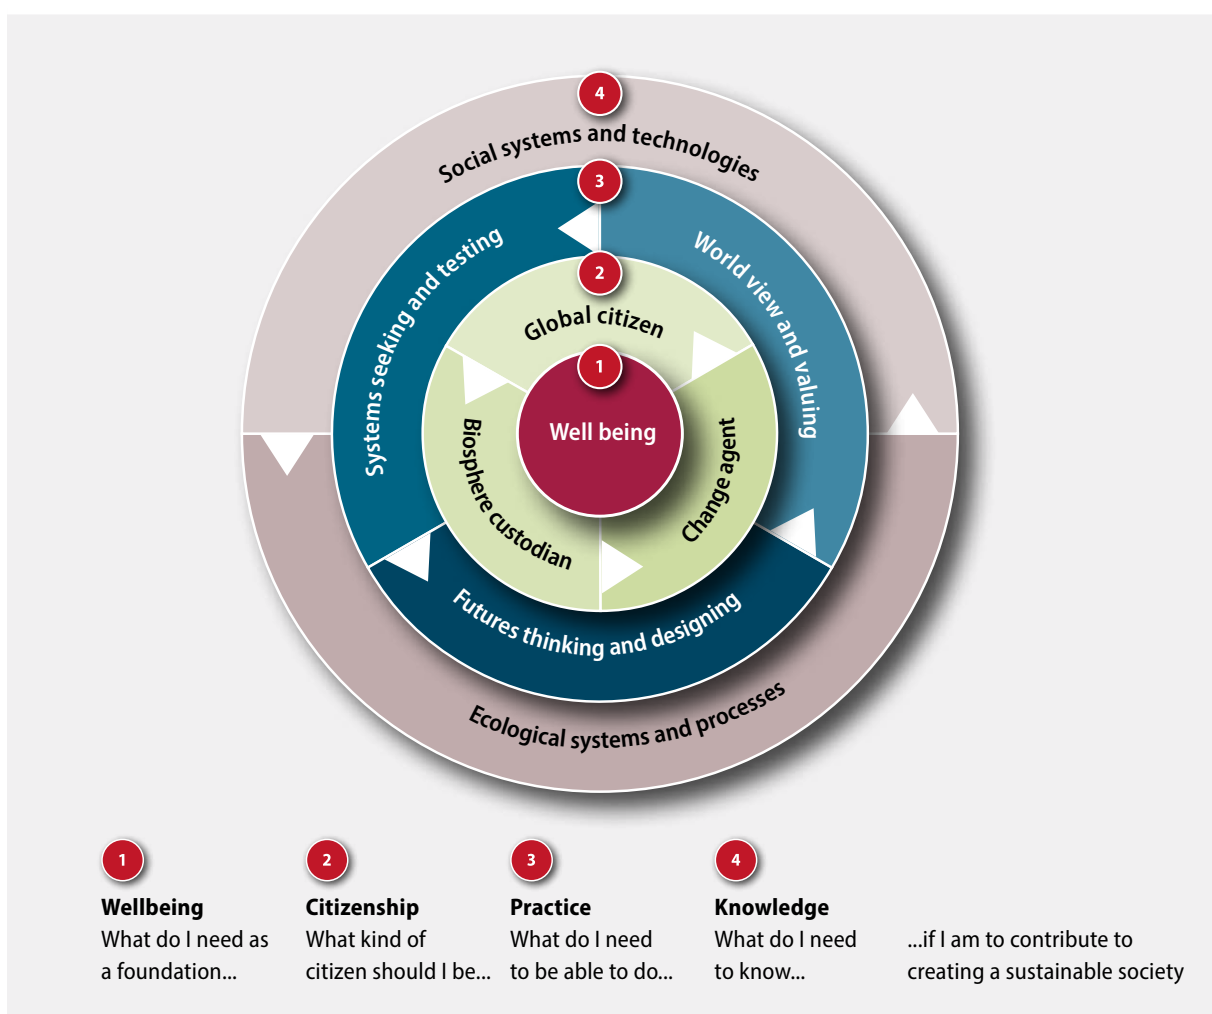 4
Social systems and technologies
3
Systems seeking and testing
World view and valuing
2
Global citizen
1
Well being
Biosphere custodian
Change agent
Futures thinking and designing
Ecological systems and processes
1
Wellbeing
What do I need as
a foundation...
2
Citizenship
What kind of
citizen should I be...
3
Practice
What do I need
to be able to do...
4
Knowledge
What do I need
to know...
...if I am to contribute to
creating a sustainable society